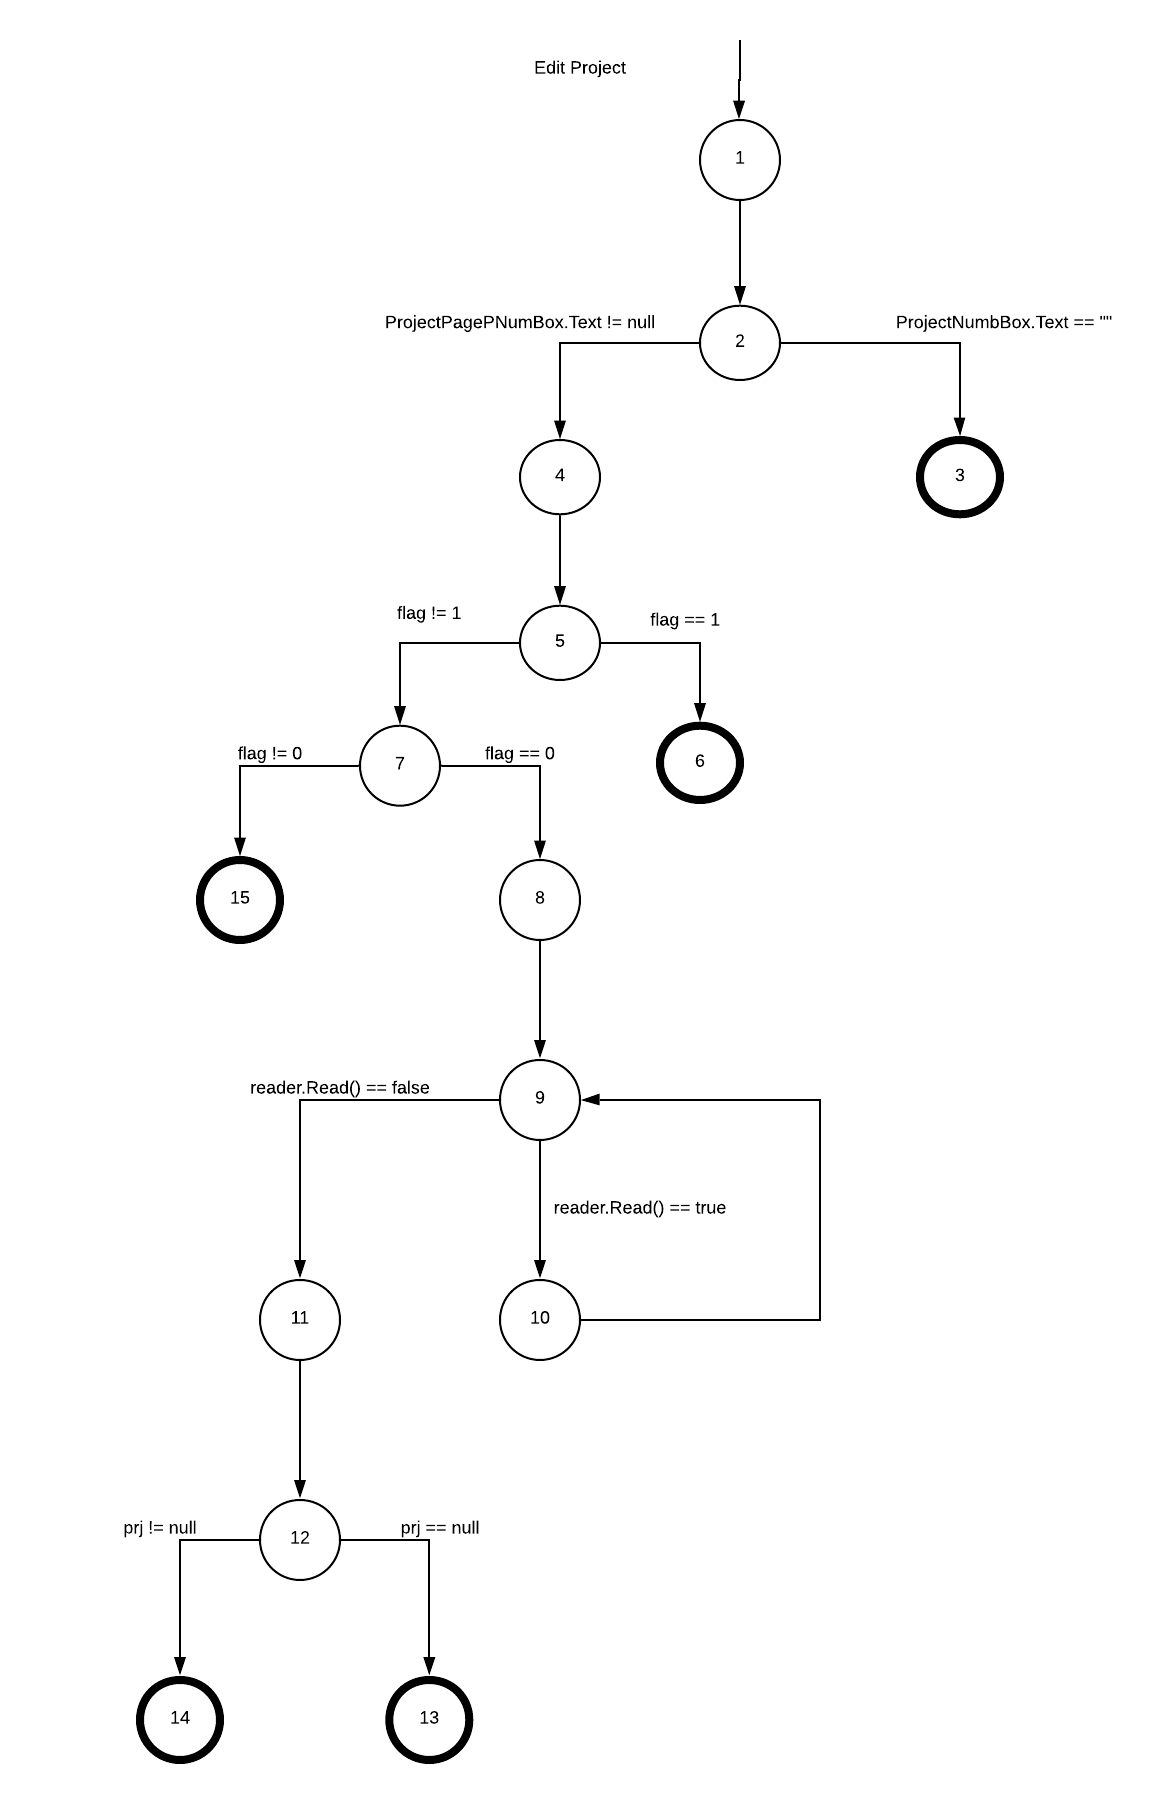 Edit Project
1
ProjectPagePNumBox.Text != null
2
ProjectNumbBox.Text == ""
4
3
flag != 1
5
flag == 1
flag != 0
7
flag == 0
6
15
8
reader.Read() == false
9
reader.Read() == true
11
10
prj != null
12
prj == null
14
13